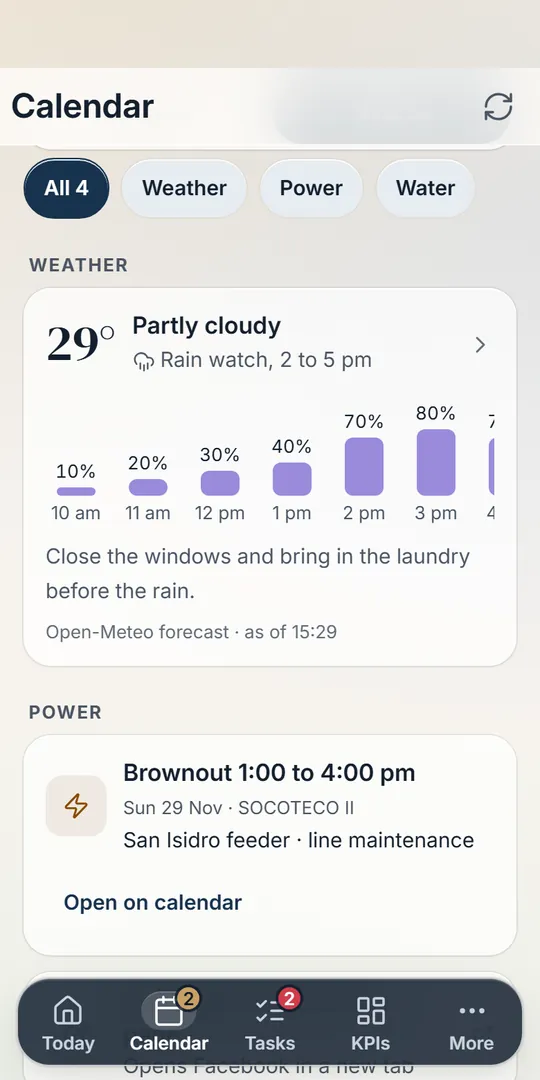 Calendar
All 4
Weather
Power
Water
WEATHER
29°
Partly cloudy
Rain watch, 2 to 5 pm
10%
20%
30%
40%
70%
80%
10 am
11 am
12 pm
1 pm
2 pm
3 pm
Close the windows and bring in the laundry
before the rain.
Open-Meteo forecast · as of 15:29
POWER
Brownout 1:00 to 4:00 pm
Sun 29 Nov · SOCOTECO II
San Isidro feeder · line maintenance
Open on calendar
2
2
Today
Calendar
Tasks
KPIs
More
Opens Facebook in a new tab